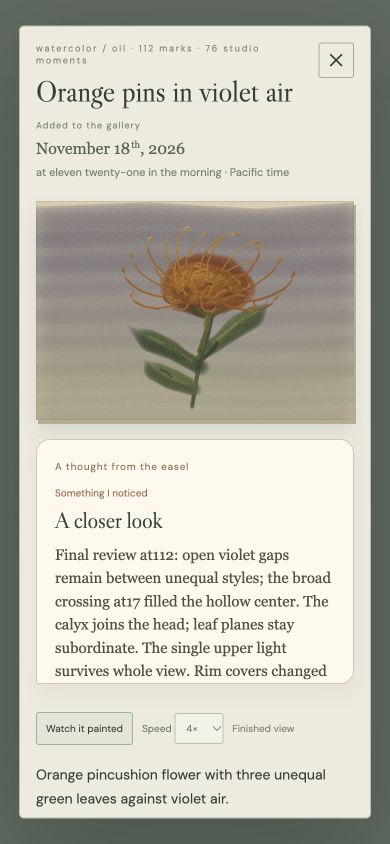 watercolor / oil · 112 marks · 76 studio
moments
Orange pins in violet air
Added to the gallery
November 18th, 2026
at eleven twenty-one in the morning · Pacific time
A thought from the easel
Something I noticed
A closer look
Final review at112: open violet gaps
remain between unequal styles; the broad
crossing at17 filled the hollow center. The
calyx joins the head; leaf planes stay
subordinate. The single upper light
survives whole view. Rim covers changed
Watch it painted
Speed
4×
Finished view
Orange pincushion flower with three unequal
green leaves against violet air.